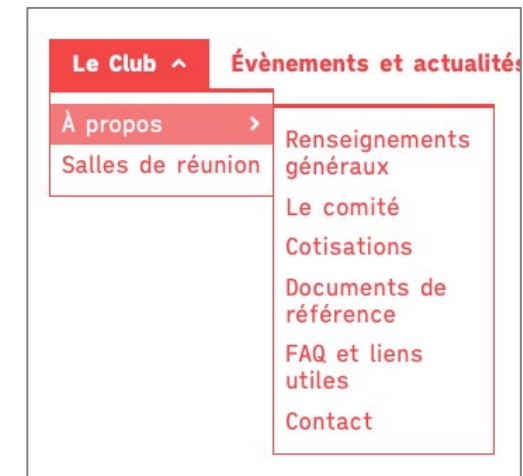 Le Club Évènements et actualités
À propos
Salles de réunion
Renseignements
généraux
Le comité
Cotisations
Documents de
référence
FAQ et liens
utiles
Contact